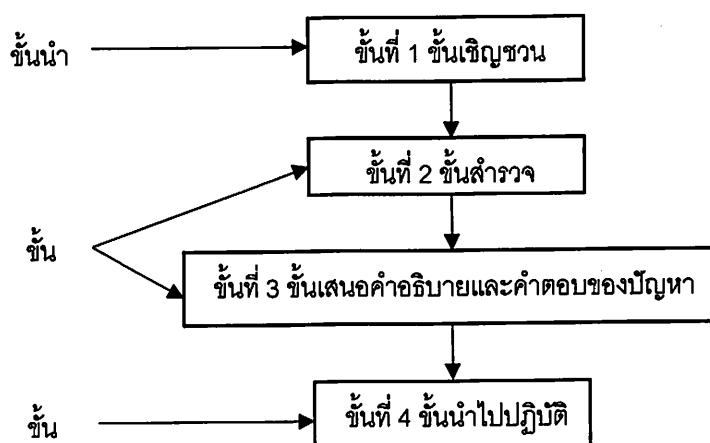 ขั้นนำ
ขั้นที่ 1 ขั้นเชิญชวน
ขั้นที่ 2 ขั้นสำรวจ
ขั้น
ขั้นที่ 3 ขั้นเสนอคำอธิบายและคำตอบของปัญหา
ขั้นที่ 4 ขั้นนำไปปฏิบัติ
ขั้น